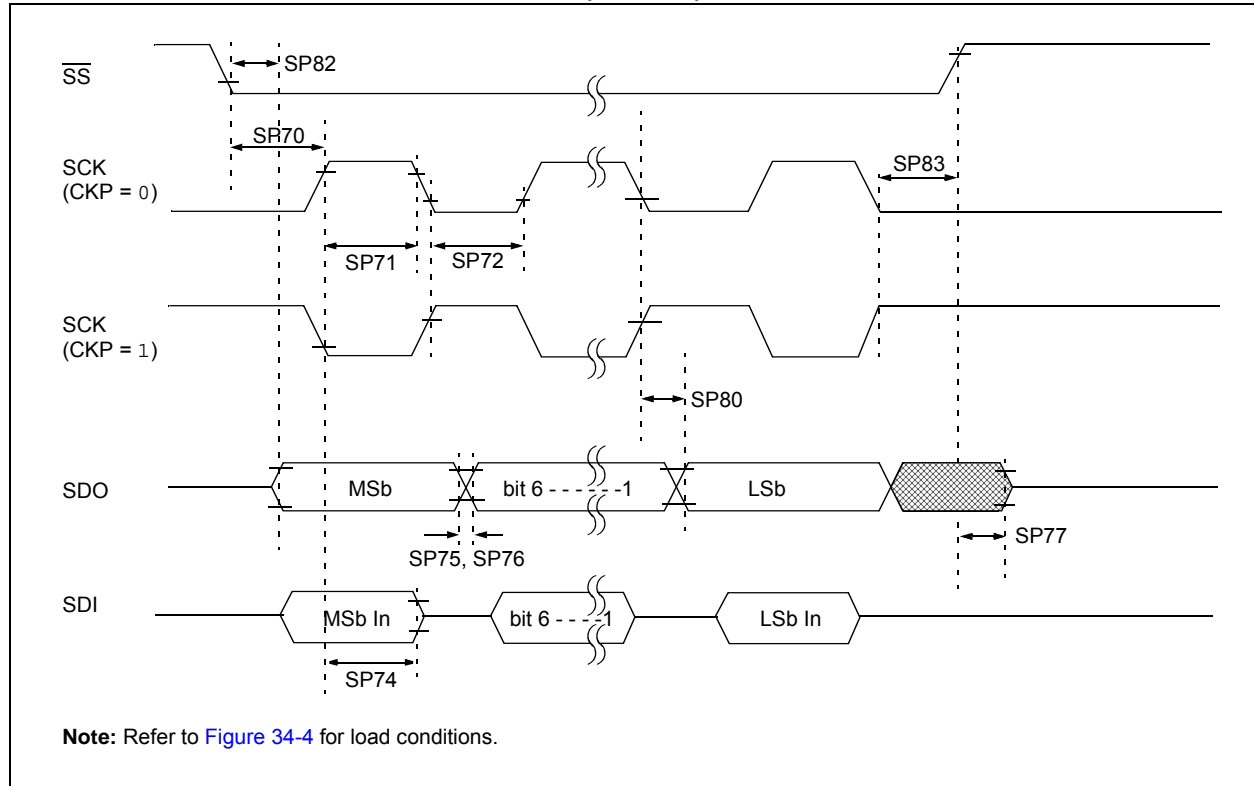 SS
SP82
SP70
SCK
(CKP = 0)
SP83
SP71
SP72
SCK
(CKP = 1)
SP80
SDO
MSb
bit 6 - - - - - -1
LSb
SP75, SP76
SP77
SDI
MSb In
bit 6 - - - -1
LSb In
SP74
Note: Refer to Figure 34-4 for load conditions.